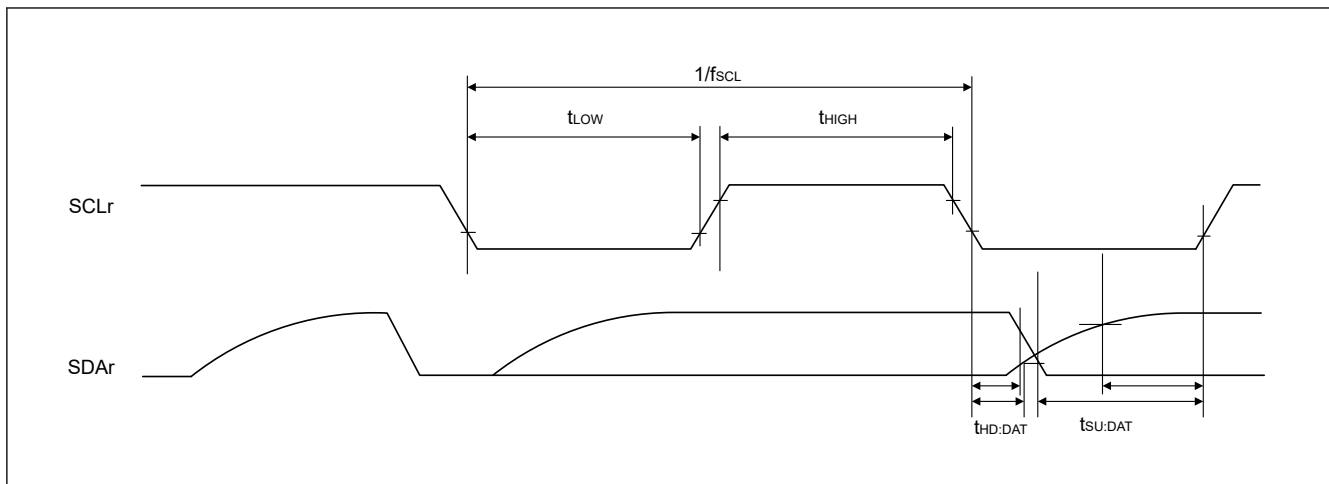 1/fSCL
tLOW
tHIGH
SCLr
SDAr
tHD:DAT
tSU:DAT